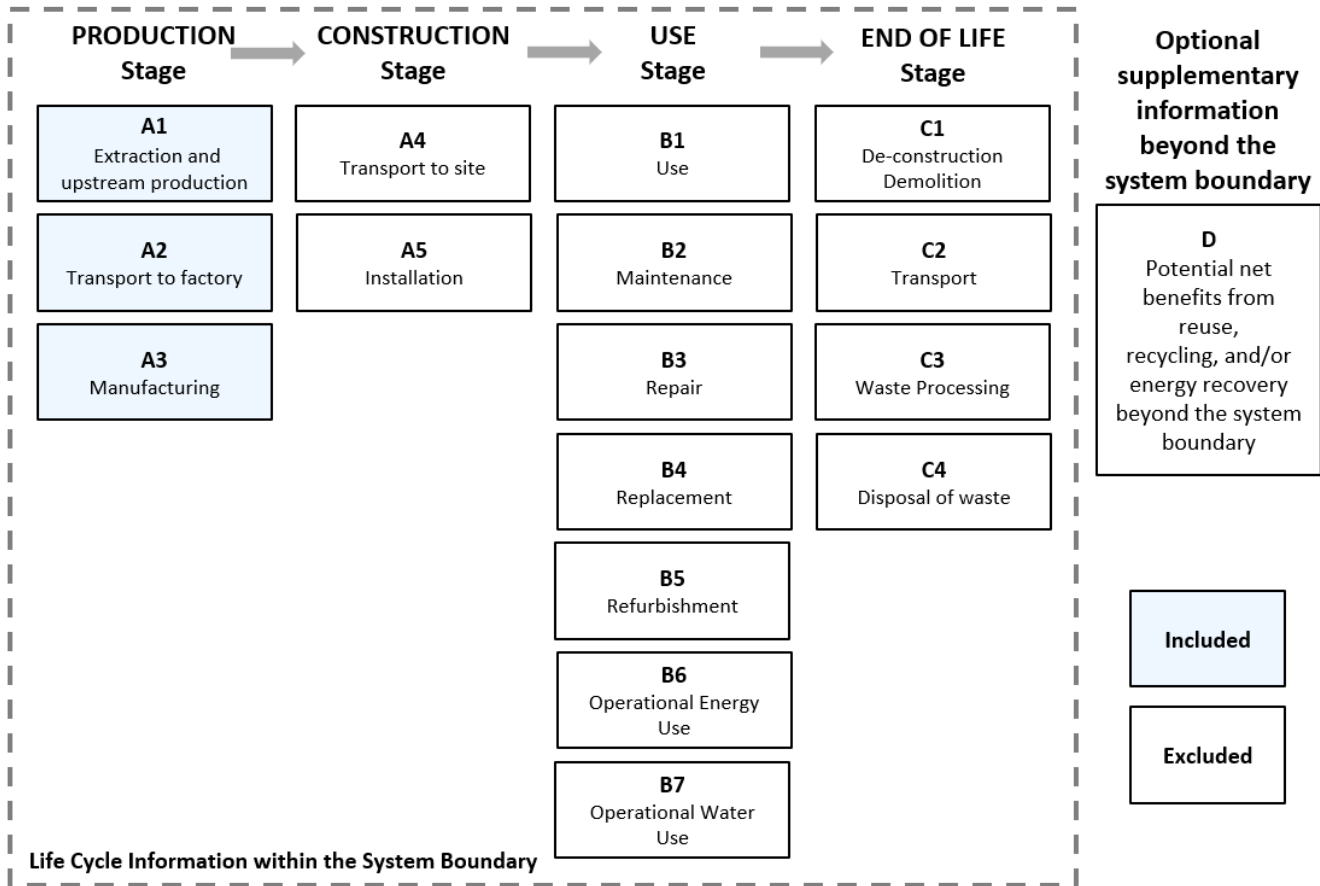 PRODUCTION
Stage
CONSTRUCTION
Stage
USE
Stage
END OF LIFE
Stage
A1
Extraction and
upstream production
A2
Transport to factory
A3
Manufacturing
A4
Transport to site
A5
Installation
B1
Use
B2
Maintenance
B3
Repair
B4
Replacement
B5
Refurbishment
B6
Operational Energy
Use
B7
Operational Water
Use
C1
De-construction
Demolition
C2
Transport
C3
Waste Processing
C4
Disposal of waste
Life Cycle Information within the System Boundary
Optional
supplementary
information
beyond the
system boundary
D
Potential net
benefits from
reuse,
recycling, and/or
energy recovery
beyond the system
boundary
Included
Excluded